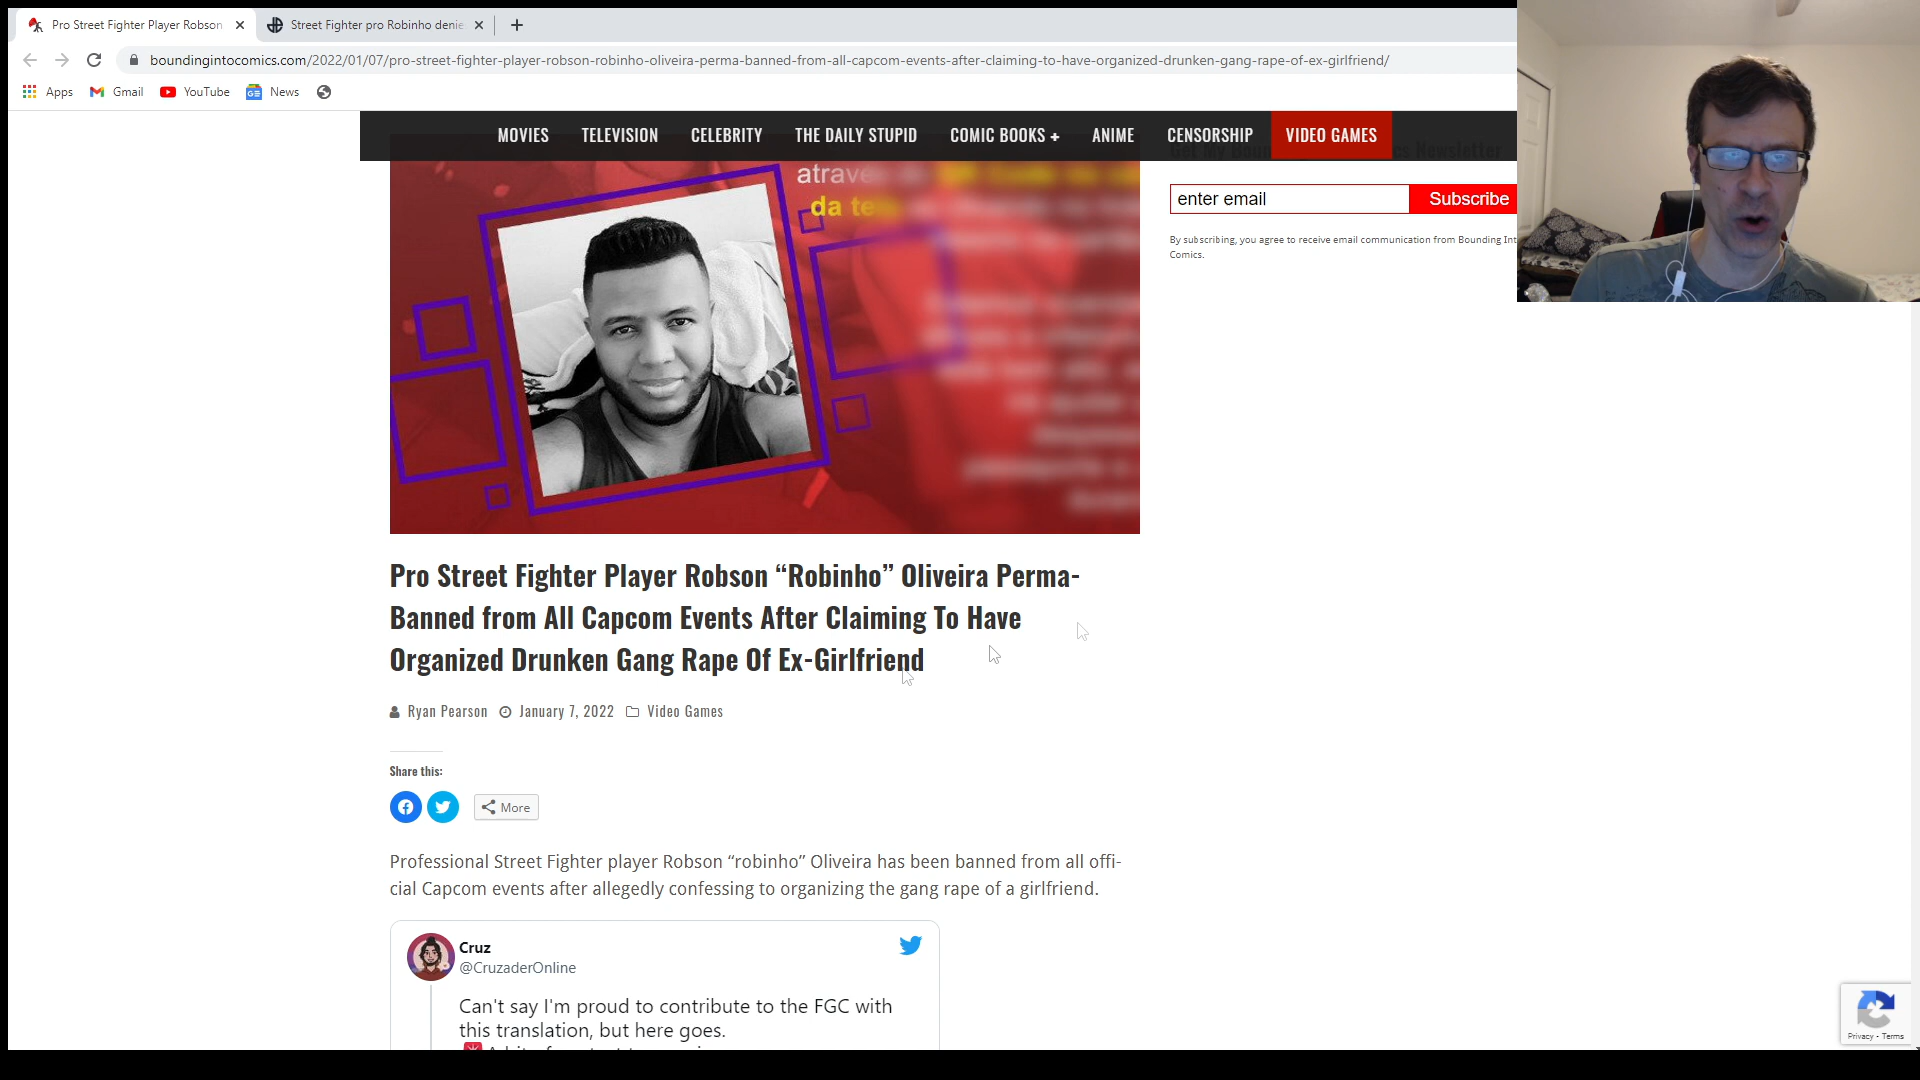 Pro Street Fighter Player Robson
Street Fighter pro Robinho denie
boundingintocomics.com/2022/01/07/pro-street-fighter-player-robson-robinho-oliveira-perma-banned-from-all-capcom-events-after-claiming-to-have-organized-drunken-gang-rape-of-ex-girlfriend/
Apps Gmail YouTube News
MOVIES TELEVISION CELEBRITY THE DAILY STUPID COMIC BOOKS + ANIME CENSORSHIP VIDEO GAMES
da
enter email Subscribe
By subscribing, you agree to receive email communication from Bounding Int
Comics.
Pro Street Fighter Player Robson “Robinho” Oliveira Perma-
Banned from All Capcom Events After Claiming To Have
Organized Drunken Gang Rape Of Ex-Girlfriend
Ryan Pearson January 7, 2022 Video Games
Share this:
More
Professional Street Fighter player Robson “robinho” Oliveira has been banned from all offi-
cial Capcom events after allegedly confessing to organizing the gang rape of a girlfriend.
Cruz
@CruzaderOnline
Can't say I'm proud to contribute to the FGC with
this translation, but here goes.
Privacy - Terms